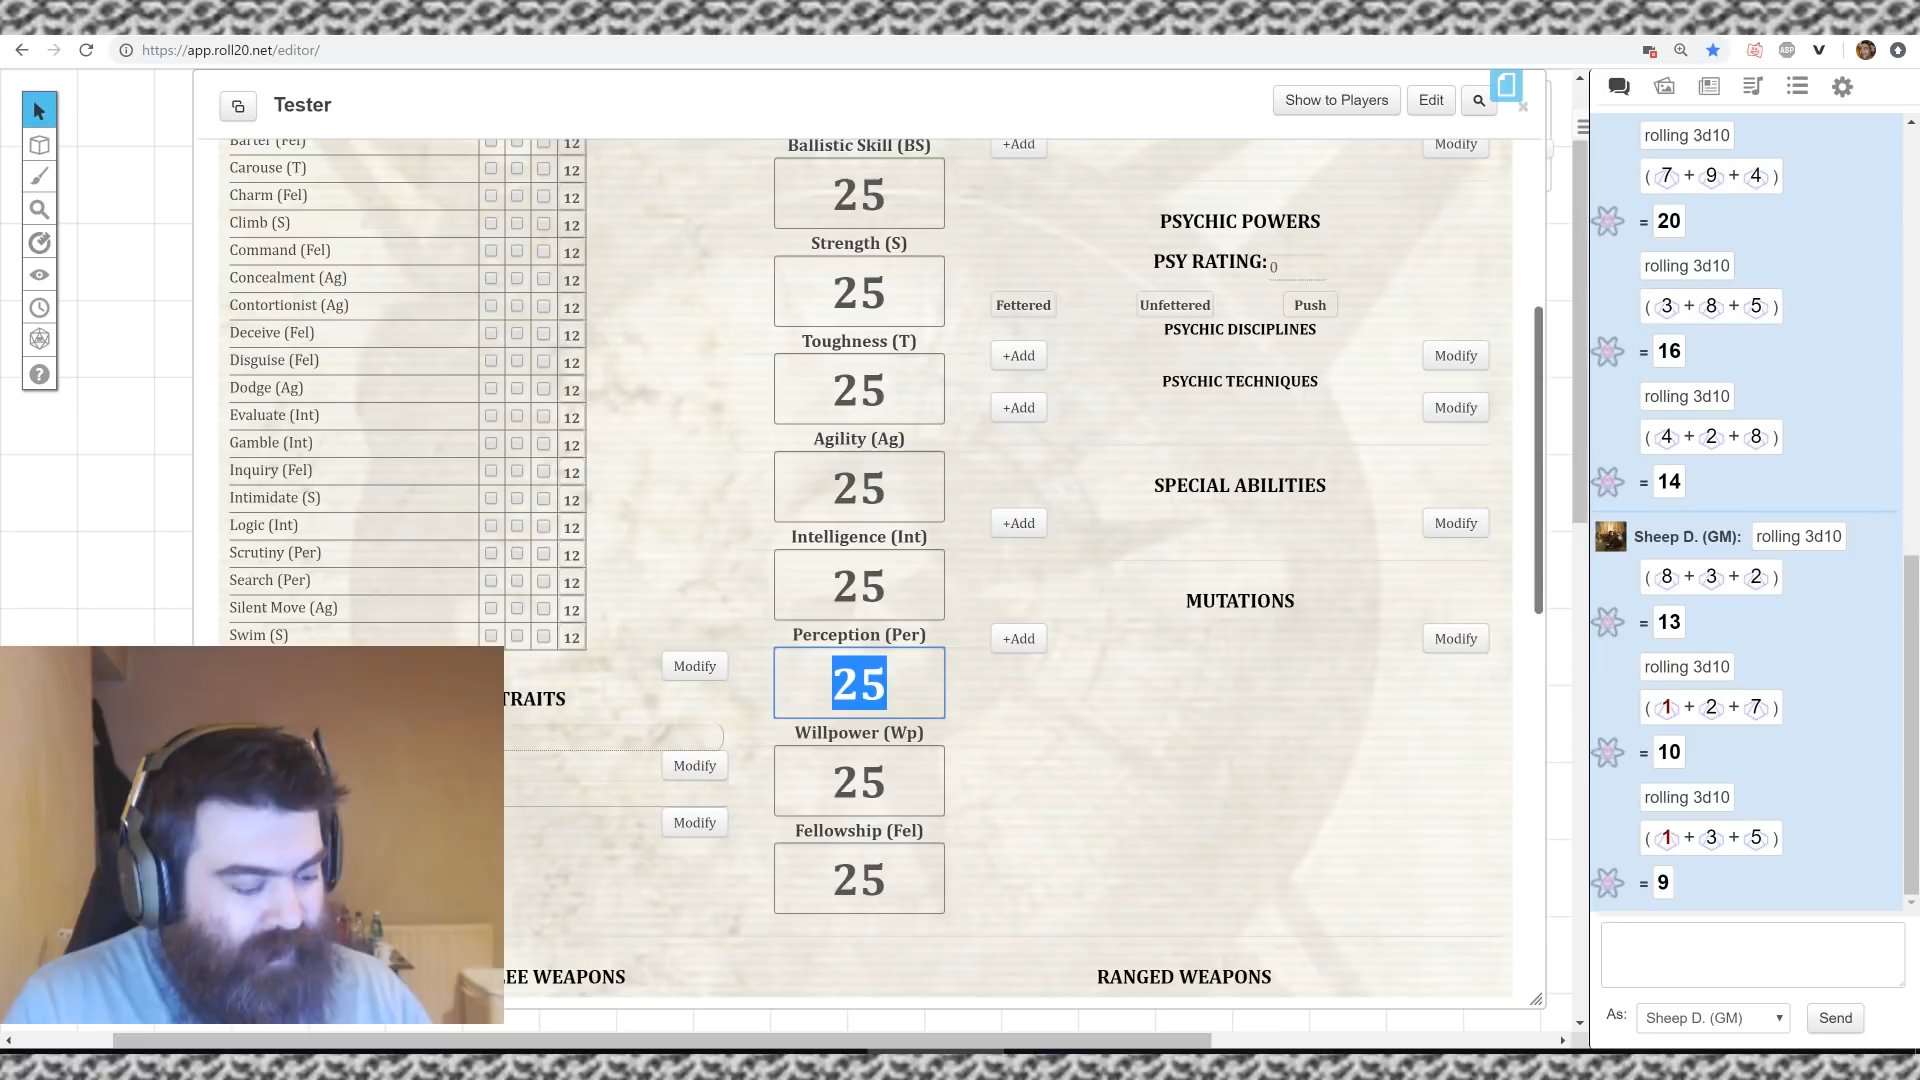 https://app.roll20.net/editor/
ABP
Tester
Show to Players
Edit
Barter (Fel) 12
Carouse (T) 12
Charm (Fel) 12
Climb (S) 12
Command (Fel) 12
Concealment (Ag) 12
Contortionist (Ag) 12
Deceive (Fel) 12
Disguise (Fel) 12
Dodge (Ag) 12
Evaluate (Int) 12
Gamble (Int) 12
Inquiry (Fel) 12
Intimidate (S) 12
Logic (Int) 12
Scrutiny (Per) 12
Search (Per) 12
Silent Move (Ag) 12
Swim (S) 12
Modify
TRAITS
Modify
Modify
EE WEAPONS
Ballistic Skill (BS)
25
Strength (S)
25
Toughness (T)
25
Agility (Ag)
25
Intelligence (Int)
25
Perception (Per)
25
Willpower (Wp)
25
Fellowship (Fel)
25
+Add Modify
PSYCHIC POWERS
PSY RATING: 0
Fettered Unfettered Push
PSYCHIC DISCIPLINES
+Add Modify
PSYCHIC TECHNIQUES
+Add Modify
SPECIAL ABILITIES
+Add Modify
MUTATIONS
+Add Modify
RANGED WEAPONS
rolling 3d10
(7+9+4)
= 20
rolling 3d10
(3+8+5)
= 16
rolling 3d10
(4+2+8)
= 14
Sheep D. (GM): rolling 3d10
(8+3+2)
= 13
rolling 3d10
(1+2+7)
= 10
rolling 3d10
(1+3+5)
= 9
As: Sheep D. (GM) Send